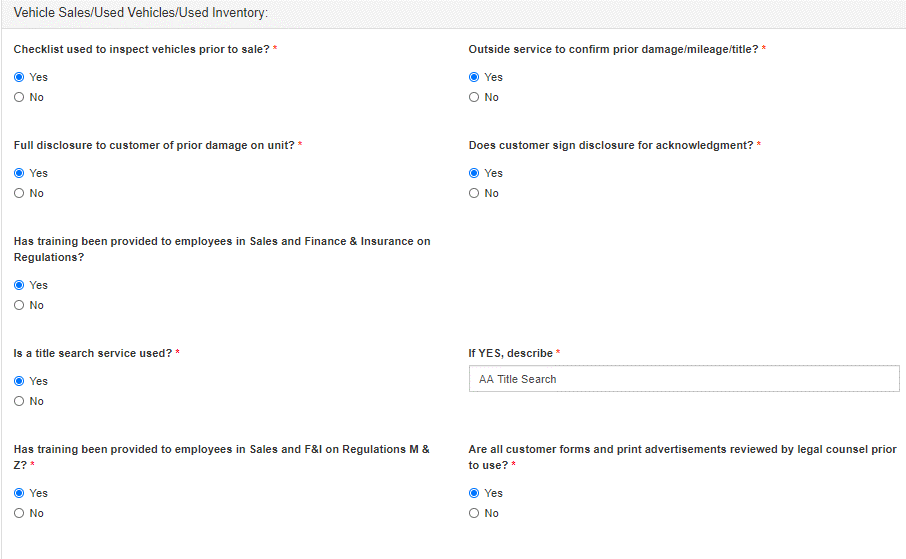 Vehicle Sales/Used Vehicles/Used Inventory:
Checklist used to inspect vehicles prior to sale? *
Yes
No
Outside service to confirm prior damage/mileage/title? *
Yes
No
Full disclosure to customer of prior damage on unit? *
Yes
No
Does customer sign disclosure for acknowledgment? *
Yes
No
Has training been provided to employees in Sales and Finance & Insurance on
Regulations?
Yes
No
Is a title search service used? *
Yes
No
If YES, describe *
AA Title Search
Has training been provided to employees in Sales and F&I on Regulations M &
Z? *
Yes
No
Are all customer forms and print advertisements reviewed by legal counsel prior
to use? *
Yes
No